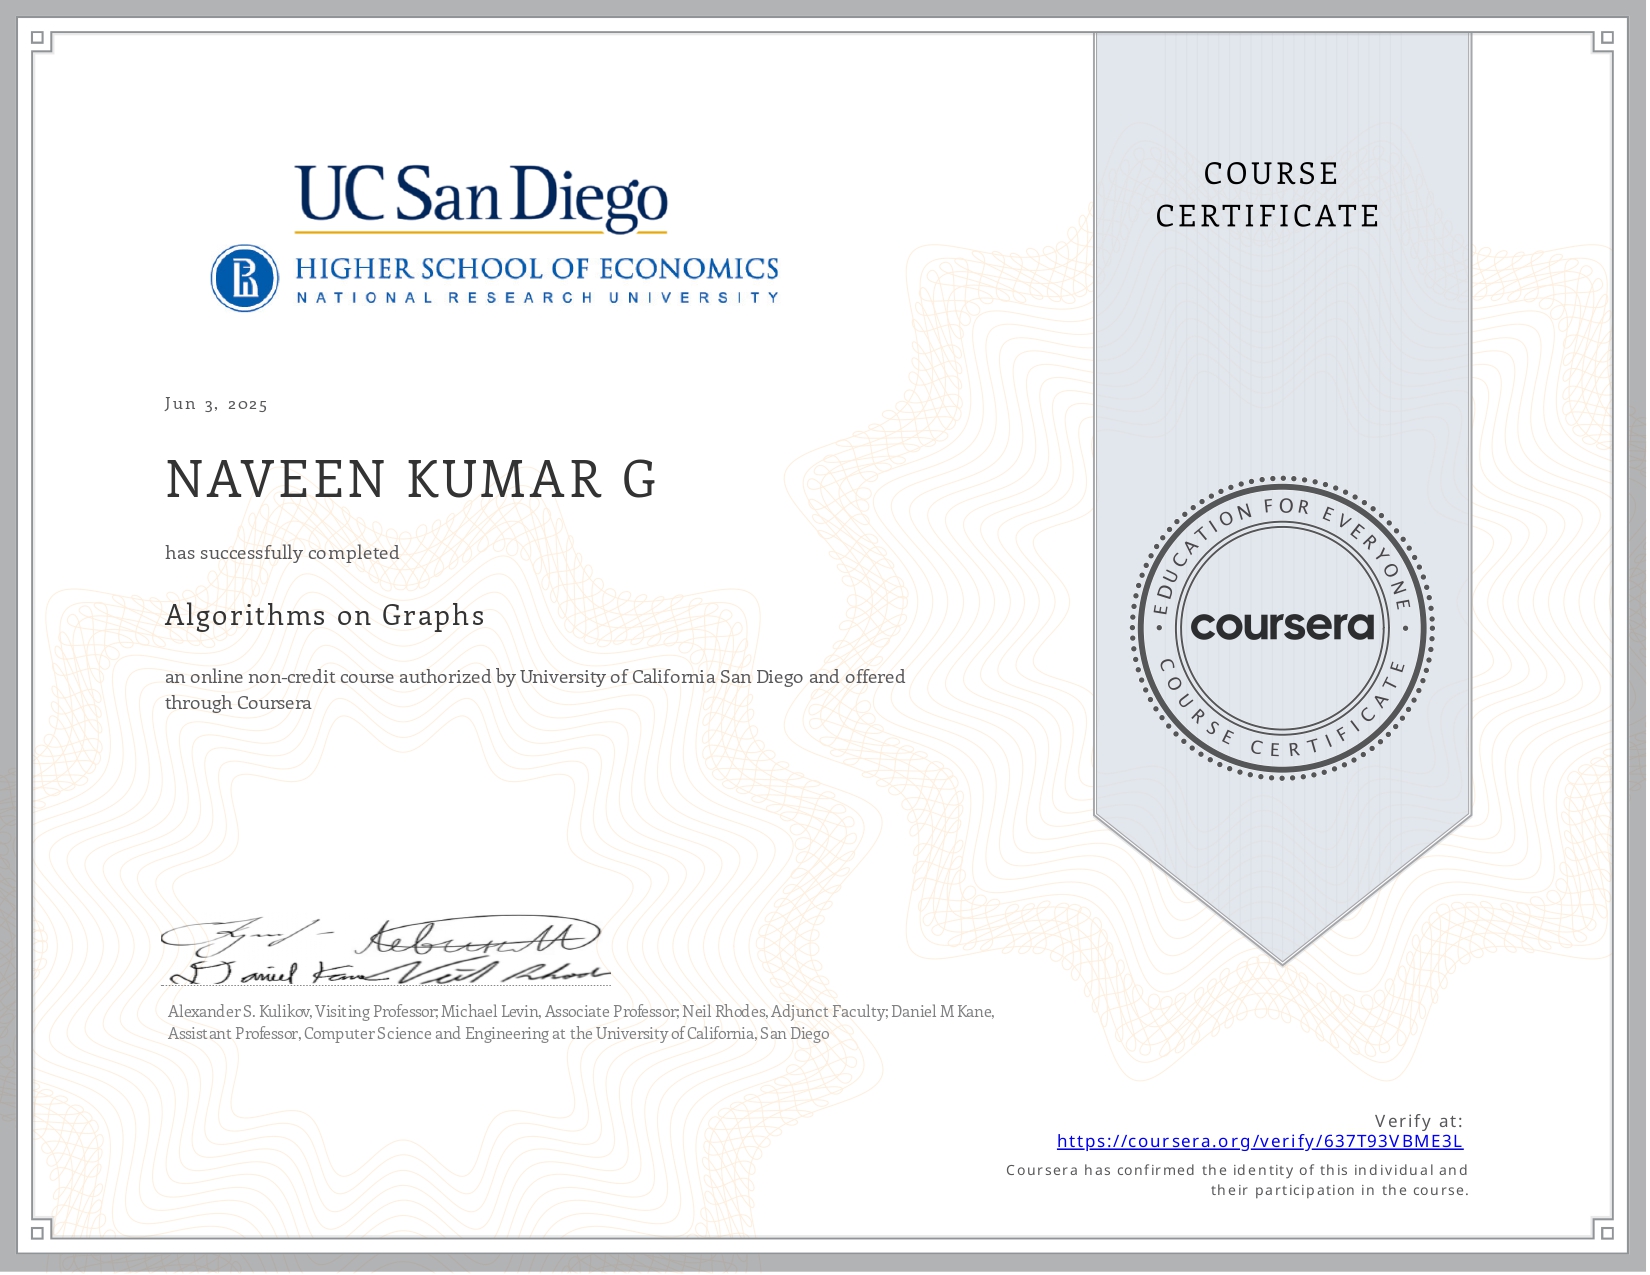 UC San Diego
HIGHER SCHOOL OF ECONOMICS
NATIONAL RESEARCH UNIVERSITY
COURSE
CERTIFICATE
Jun 3, 2025
NAVEEN KUMAR G
has successfully completed
Algorithms on Graphs
an online non-credit course authorized by University of California San Diego and offered
through Coursera
EDUCATION FOR EVERYONE
coursera
COURSE CERTIFICATE
Daniel Kane Neil Rhodes
Alexander S. Kulikov, Visiting Professor; Michael Levin, Associate Professor; Neil Rhodes, Adjunct Faculty; Daniel M Kane,
Assistant Professor, Computer Science and Engineering at the University of California, San Diego
Verify at:
https://coursera.org/verify/637T93VBME3L
Coursera has confirmed the identity of this individual and
their participation in the course.